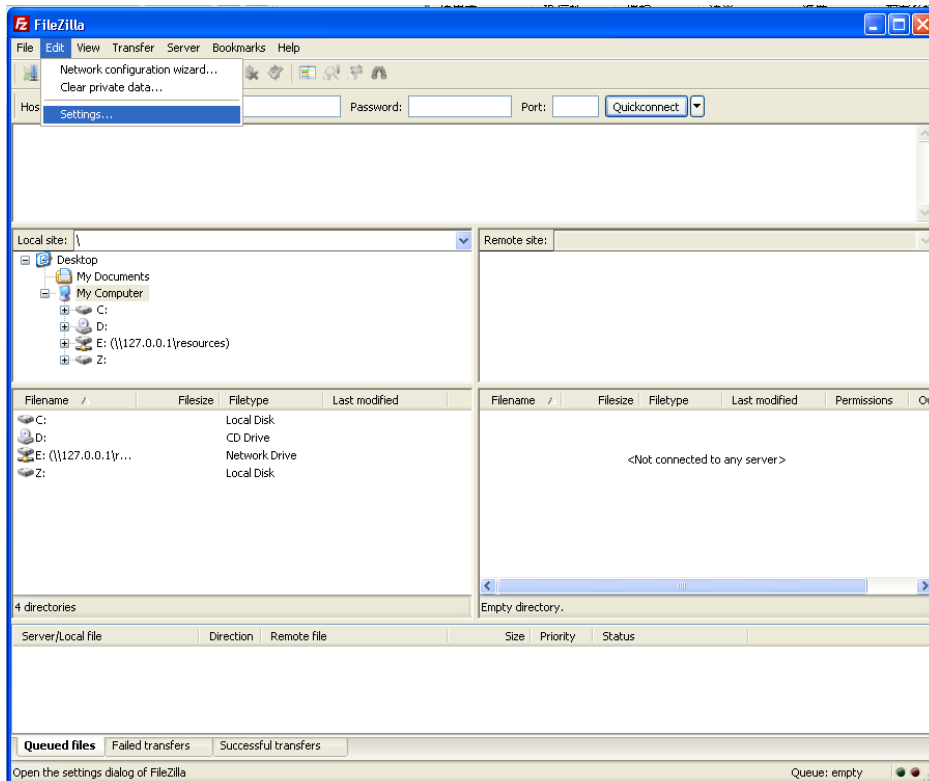 FileZilla
File Edit View Transfer Server Bookmarks Help
Network configuration wizard...
Clear private data...
Settings...
Hos Password: Port: Quickconnect
Local site: \
Remote site:
Desktop
My Documents
My Computer
C:
D:
E: (\\127.0.0.1\resources)
Z:
Filename Filesize Filetype Last modified
C: Local Disk
D: CD Drive
E: (\\127.0.0.1\r... Network Drive
Z: Local Disk
4 directories
Filename Filesize Filetype Last modified Permissions Ow
<Not connected to any server>
Empty directory.
Server/Local file Direction Remote file Size Priority Status
Queued files Failed transfers Successful transfers
Open the settings dialog of FileZilla Queue: empty